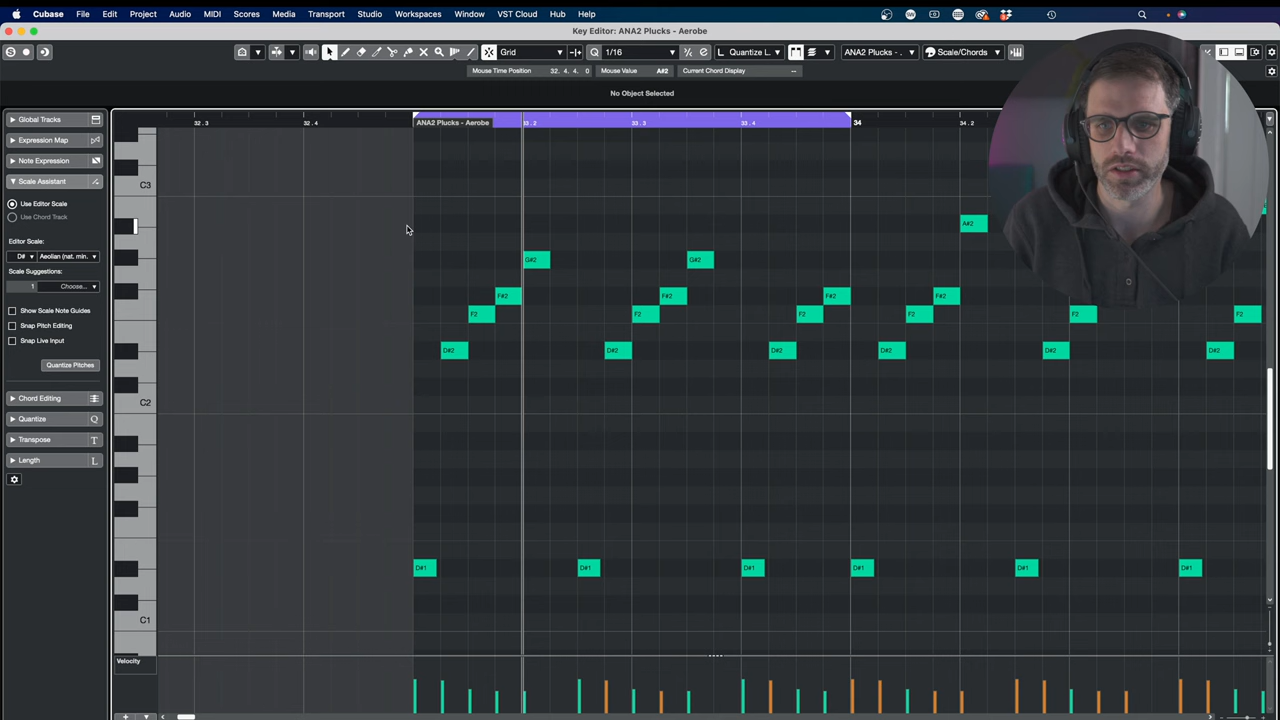 Cubase File Edit Project Audio MIDI Scores Media Transport Studio Workspaces Window VST Cloud Hub Help
Key Editor: ANA2 Plucks - Aerobe
Grid 1/16 Quantize L.. ANA2 Plucks - . Scale/Chords
Mouse Time Position 32. 4. 4. 0 Mouse Value A#2 Current Chord Display --
No Object Selected
Global Tracks
Expression Map
Note Expression
Scale Assistant
Use Editor Scale
Use Chord Track
Editor Scale:
D# Aeolian (nat. min.
Scale Suggestions:
1 Choose...
Show Scale Note Guides
Snap Pitch Editing
Snap Live Input
Quantize Pitches
Chord Editing
Quantize Q
Transpose T
Length L
32.3 32.4 ANA2 Plucks - Aerobe 33.2 33.3 33.4 34 34.2
C3
A#2
G#2 G#2
F#2 F#2 F#2 F#2
F2 F2 F2 F2 F2 F2
D#2 D#2 D#2 D#2 D#2 D#2
C2
D#1 D#1 D#1 D#1 D#1 D#1
C1
Velocity